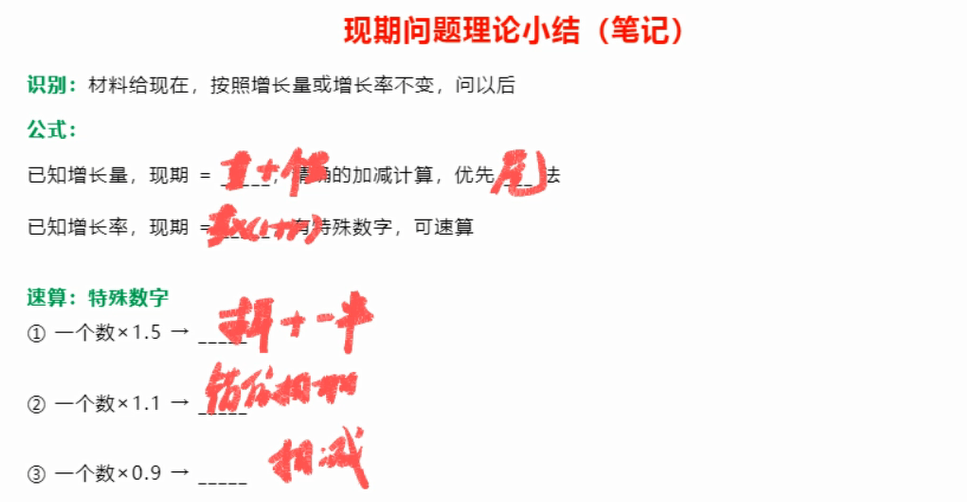 现期问题理论小结（笔记）
识别：材料给现在，按照增长量或增长率不变，问以后
公式：
已知增长量，现期 = 基+增，精确的加减计算，优先 尾 法
已知增长率，现期 = 基×(1+r) 有特殊数字，可速算
速算：特殊数字
① 一个数×1.5 → 本身+一半
② 一个数×1.1 → 错位相加
③ 一个数×0.9 → 相减